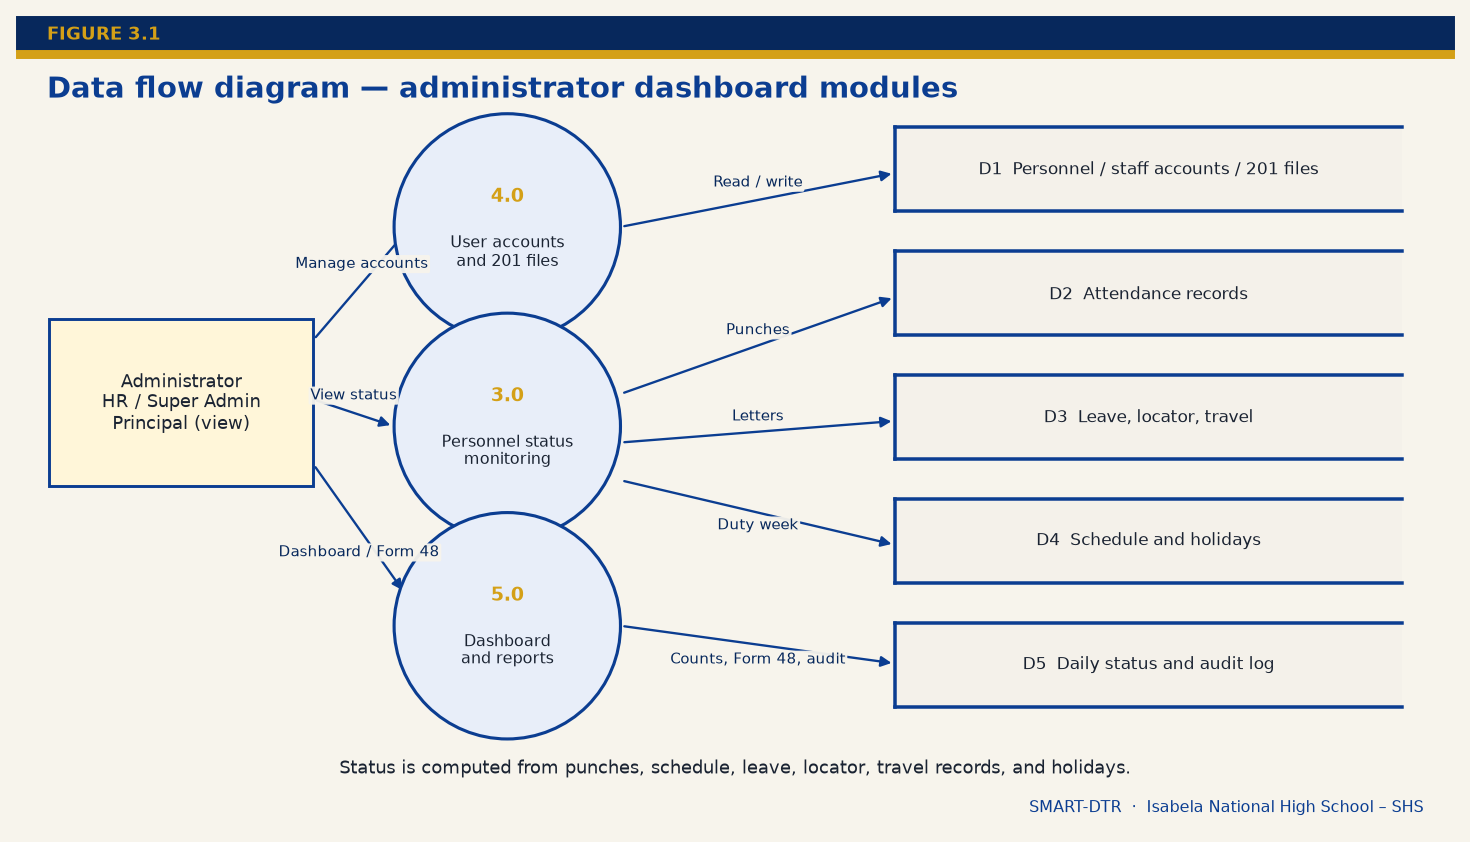 FIGURE 3.1
Data flow diagram — administrator dashboard modules
4.0
User accounts
and 201 files
Manage accounts
Administrator
HR / Super Admin
Principal (view)
View status
3.0
Personnel status
monitoring
Dashboard / Form 48
5.0
Dashboard
and reports
Read / write
Punches
Letters
Duty week
Counts, Form 48, audit
D1  Personnel / staff accounts / 201 files
D2  Attendance records
D3  Leave, locator, travel
D4  Schedule and holidays
D5  Daily status and audit log
Status is computed from punches, schedule, leave, locator, travel records, and holidays.
SMART-DTR  ·  Isabela National High School – SHS